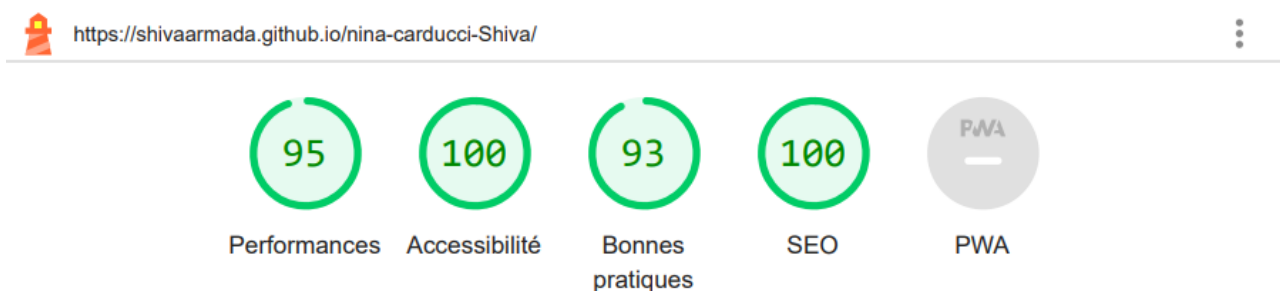 https://shivaarmada.github.io/nina-carducci-Shiva/
95
100
93
100
PWA
Performances
Accessibilité
Bonnes
pratiques
SEO
PWA